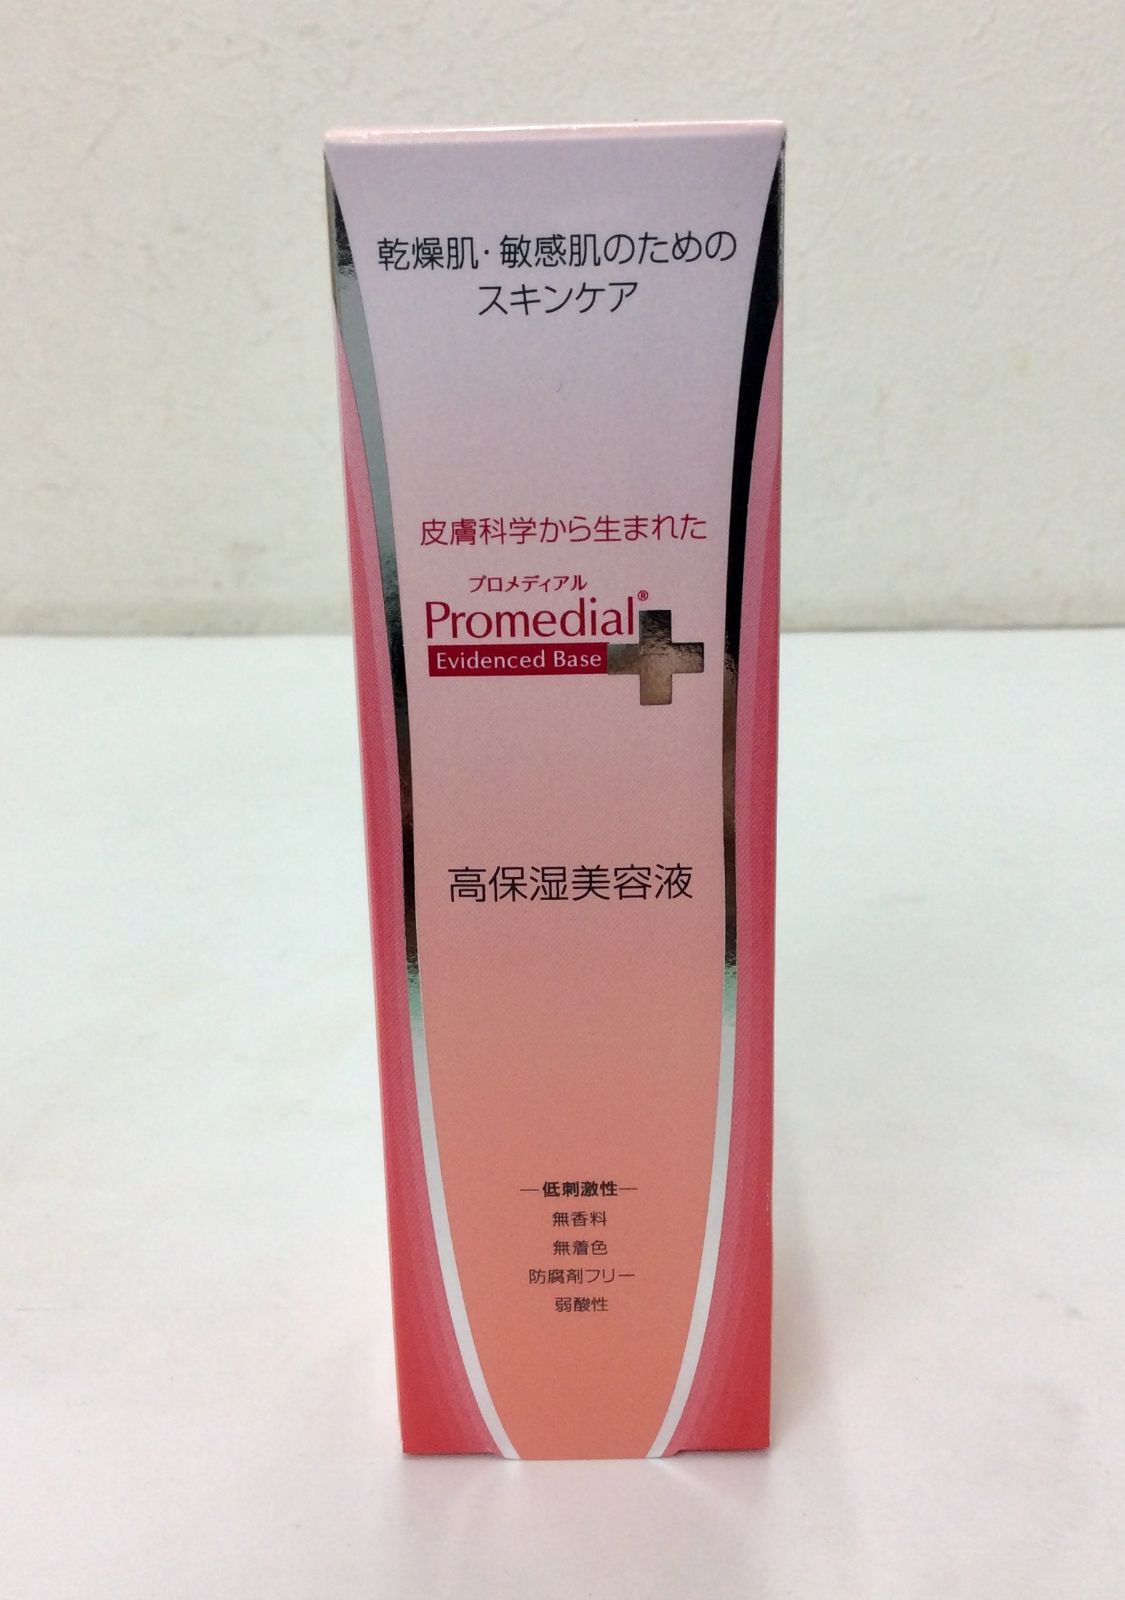 乾燥肌・敏感肌のための
スキンケア
皮膚科学から生まれた
プロメディアル
Promedial®
Evidenced Base
高保湿美容液
―低刺激性―
無香料
無着色
防腐剤フリー
弱酸性